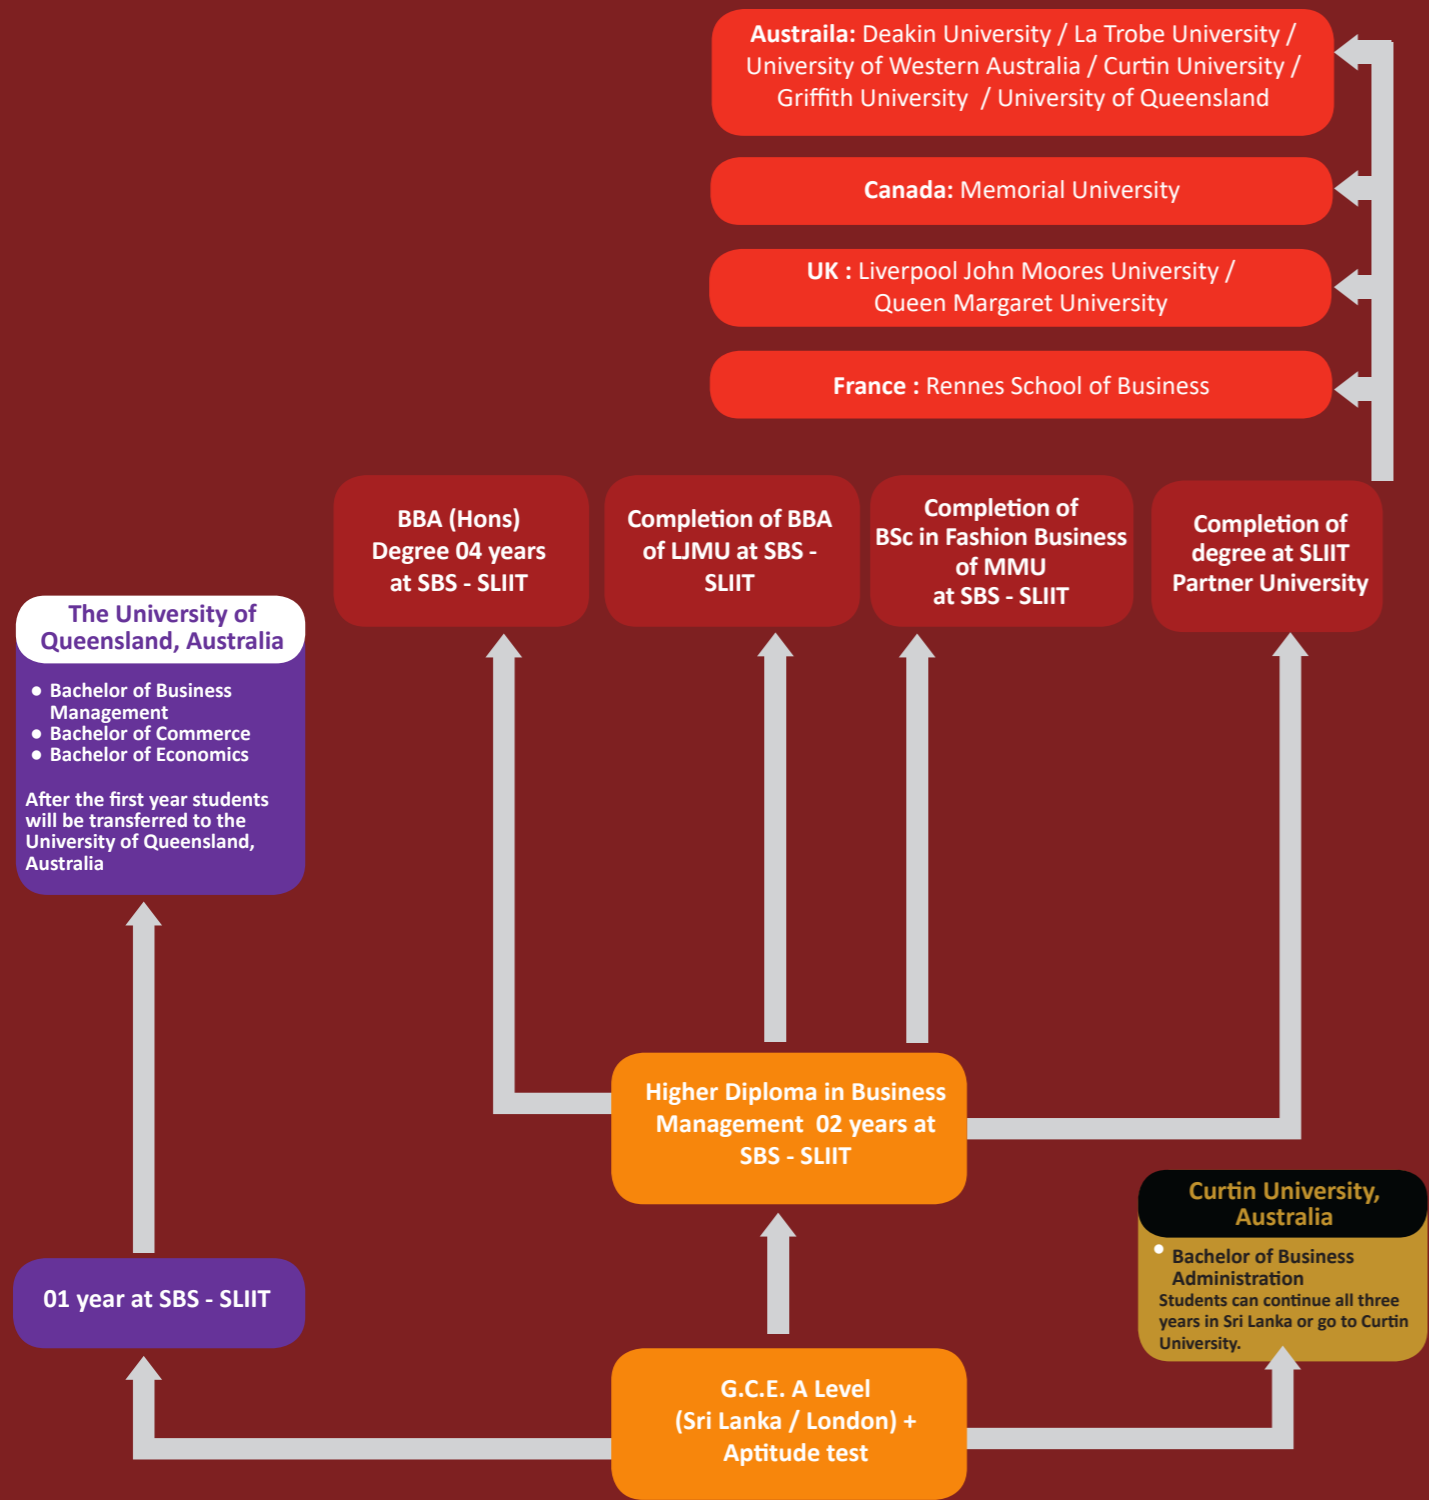 Austraila: Deakin University / La Trobe University /
University of Western Australia / Curtin University /
Griffith University / University of Queensland
Canada: Memorial University
UK : Liverpool John Moores University /
Queen Margaret University
France : Rennes School of Business
BBA (Hons)
Degree 04 years
at SBS - SLIIT
Completion of BBA
of LJMU at SBS -
SLIIT
Completion of
BSc in Fashion Business
of MMU
at SBS - SLIIT
Completion of
degree at SLIIT
Partner University
The University of
Queensland, Australia
● Bachelor of Business
Management
● Bachelor of Commerce
● Bachelor of Economics
After the first year students
will be transferred to the
University of Queensland,
Australia
Higher Diploma in Business
Management 02 years at
SBS - SLIIT
Curtin University,
Australia
● Bachelor of Business
Administration
Students can continue all three
years in Sri Lanka or go to Curtin
University.
01 year at SBS - SLIIT
G.C.E. A Level
(Sri Lanka / London) +
Aptitude test